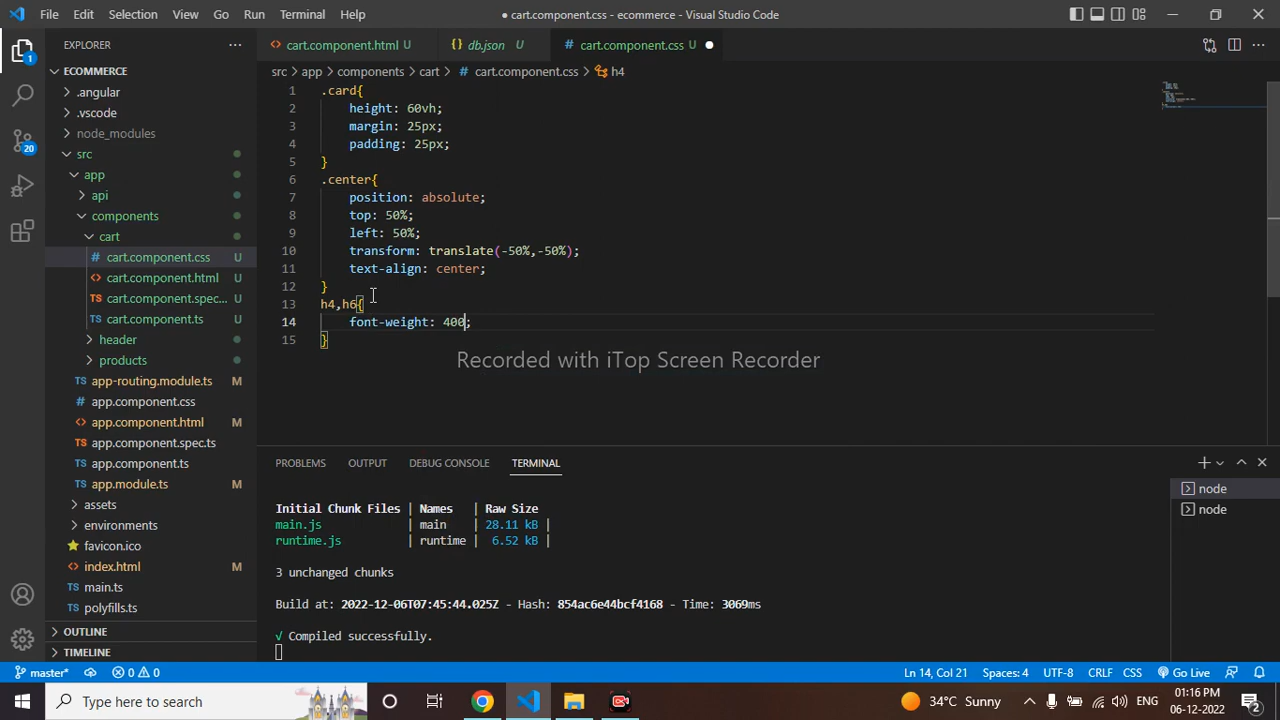 File Edit Selection View Go Run Terminal Help
● cart.component.css - ecommerce - Visual Studio Code
EXPLORER
cart.component.html U
db.json U
cart.component.css U
src > app > components > cart > # cart.component.css > h4
ECOMMERCE
.angular
.vscode
node_modules
src
app
api
components
cart
# cart.component.css U
cart.component.html U
cart.component.spec... U
TS cart.component.ts U
header
products
TS app-routing.module.ts M
# app.component.css
app.component.html M
TS app.component.spec.ts
TS app.component.ts
TS app.module.ts M
assets
environments
favicon.ico
index.html M
TS main.ts
TS polyfills.ts
OUTLINE
TIMELINE
1
20
1 .card{
2 height: 60vh;
3 margin: 25px;
4 padding: 25px;
5 }
6 .center{
7 position: absolute;
8 top: 50%;
9 left: 50%;
10 transform: translate(-50%,-50%);
11 text-align: center;
12 }
13 h4,h6{
14 font-weight: 400;
15 }
Recorded with iTop Screen Recorder
PROBLEMS OUTPUT DEBUG CONSOLE TERMINAL
node
node
Initial Chunk Files | Names | Raw Size
main.js | main | 28.11 kB |
runtime.js | runtime | 6.52 kB |
3 unchanged chunks
Build at: 2022-12-06T07:45:44.025Z - Hash: 854ac6e44bcf4168 - Time: 3069ms
√ Compiled successfully.
master* 0 0 Ln 14, Col 21 Spaces: 4 UTF-8 CRLF CSS Go Live
Type here to search
34°C Sunny
ENG
01:16 PM
06-12-2022
2